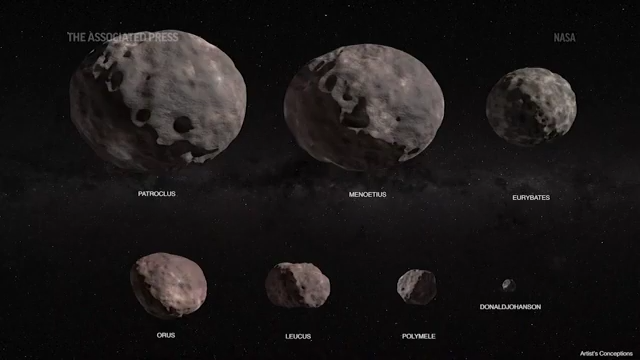 THE ASSOCIATED PRESS
NASA
PATROCLUS
MENOETIUS
EURYBATES
ORUS
LEUCUS
POLYMELE
DONALDJOHANSON
Artist's Conceptions